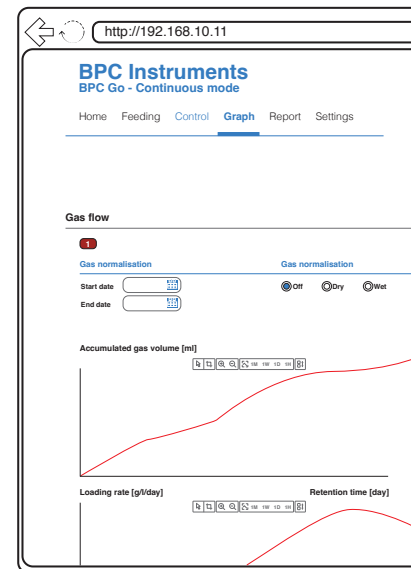 http://192.168.10.11
BPC Instruments
BPC Go - Continuous mode
Home Feeding Control Graph Report Settings
Gas flow
1
Gas normalisation Gas normalisation
Start date Off Dry Wet
End date
Accumulated gas volume [ml]
1M 1W 1D 1H
Loading rate [g/l/day] Retention time [day]
1M 1W 1D 1H